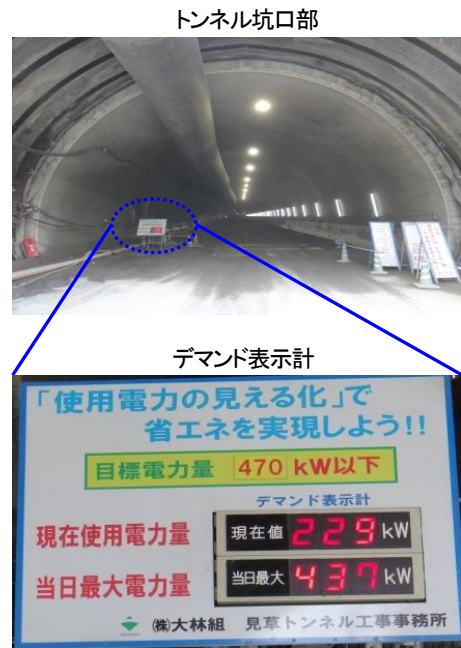 トンネル坑口部
デマンド表示計
「使用電力の見える化」で
省エネを実現しよう!!
目標電力量 470 kW以下
デマンド表示計
現在使用電力量 現在値 229 kW
当日最大電力量 当日最大 437 kW
㈱大林組 見草トンネル工事事務所